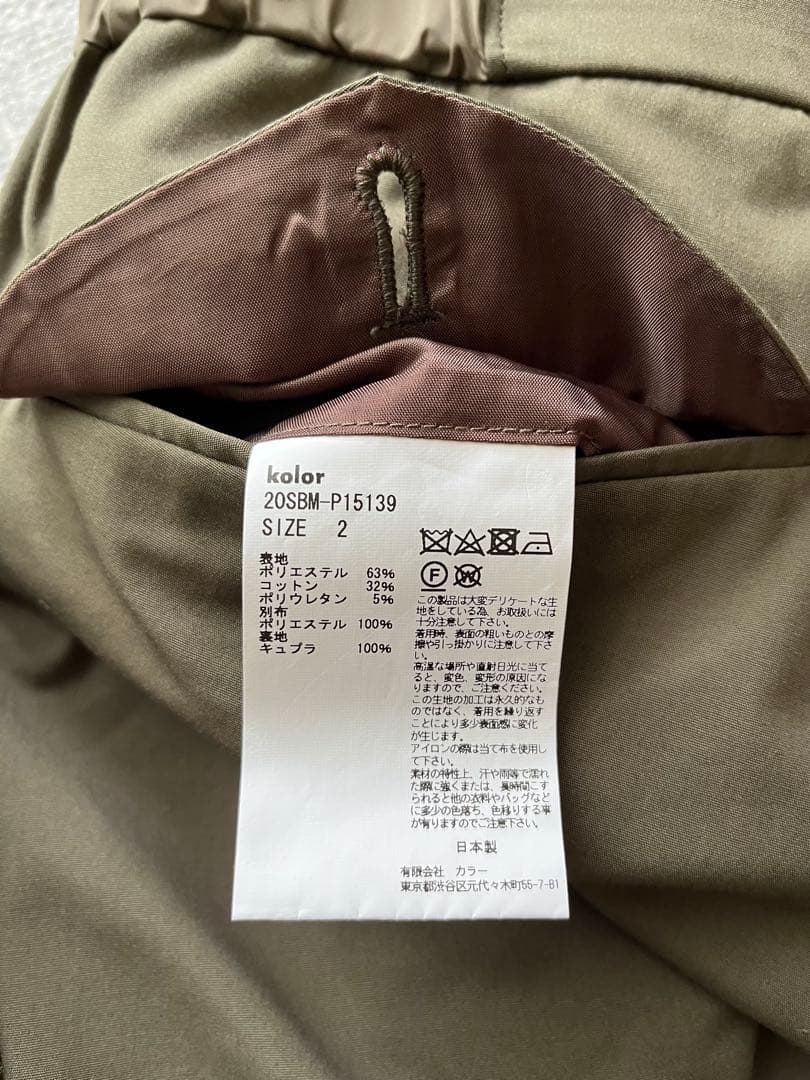 kolor
20SBM-P15139
SIZE 2
表地
ポリエステル 63%
コットン 32%
ポリウレタン 5%
別布
ポリエステル 100%
裏地
キュプラ 100%
F
W
この製品は大変デリケートな生
地をしている為、お取扱いには
十分注意して下さい。
着用時、表面の粗いものとの摩
擦や引っ掛かりに注意して下さ
い。
高温な場所や直射日光に当て
ると、変色、変形の原因にな
りますので、ご注意ください。
この生地の加工は永久的なも
のではなく、着用を繰り返す
ことにより多少表面感に変化
が生じます。
アイロンの際は当て布を使用し
て下さい。
素材の特性上、汗や雨等で濡れ
た際に強くまたは、長時間こす
られると他の衣料やバッグなど
に多少の色落ち、色移りする事
が有りますのでご注意下さい。
日本製
有限会社 カラー
東京都渋谷区元代々木町55-7-B1